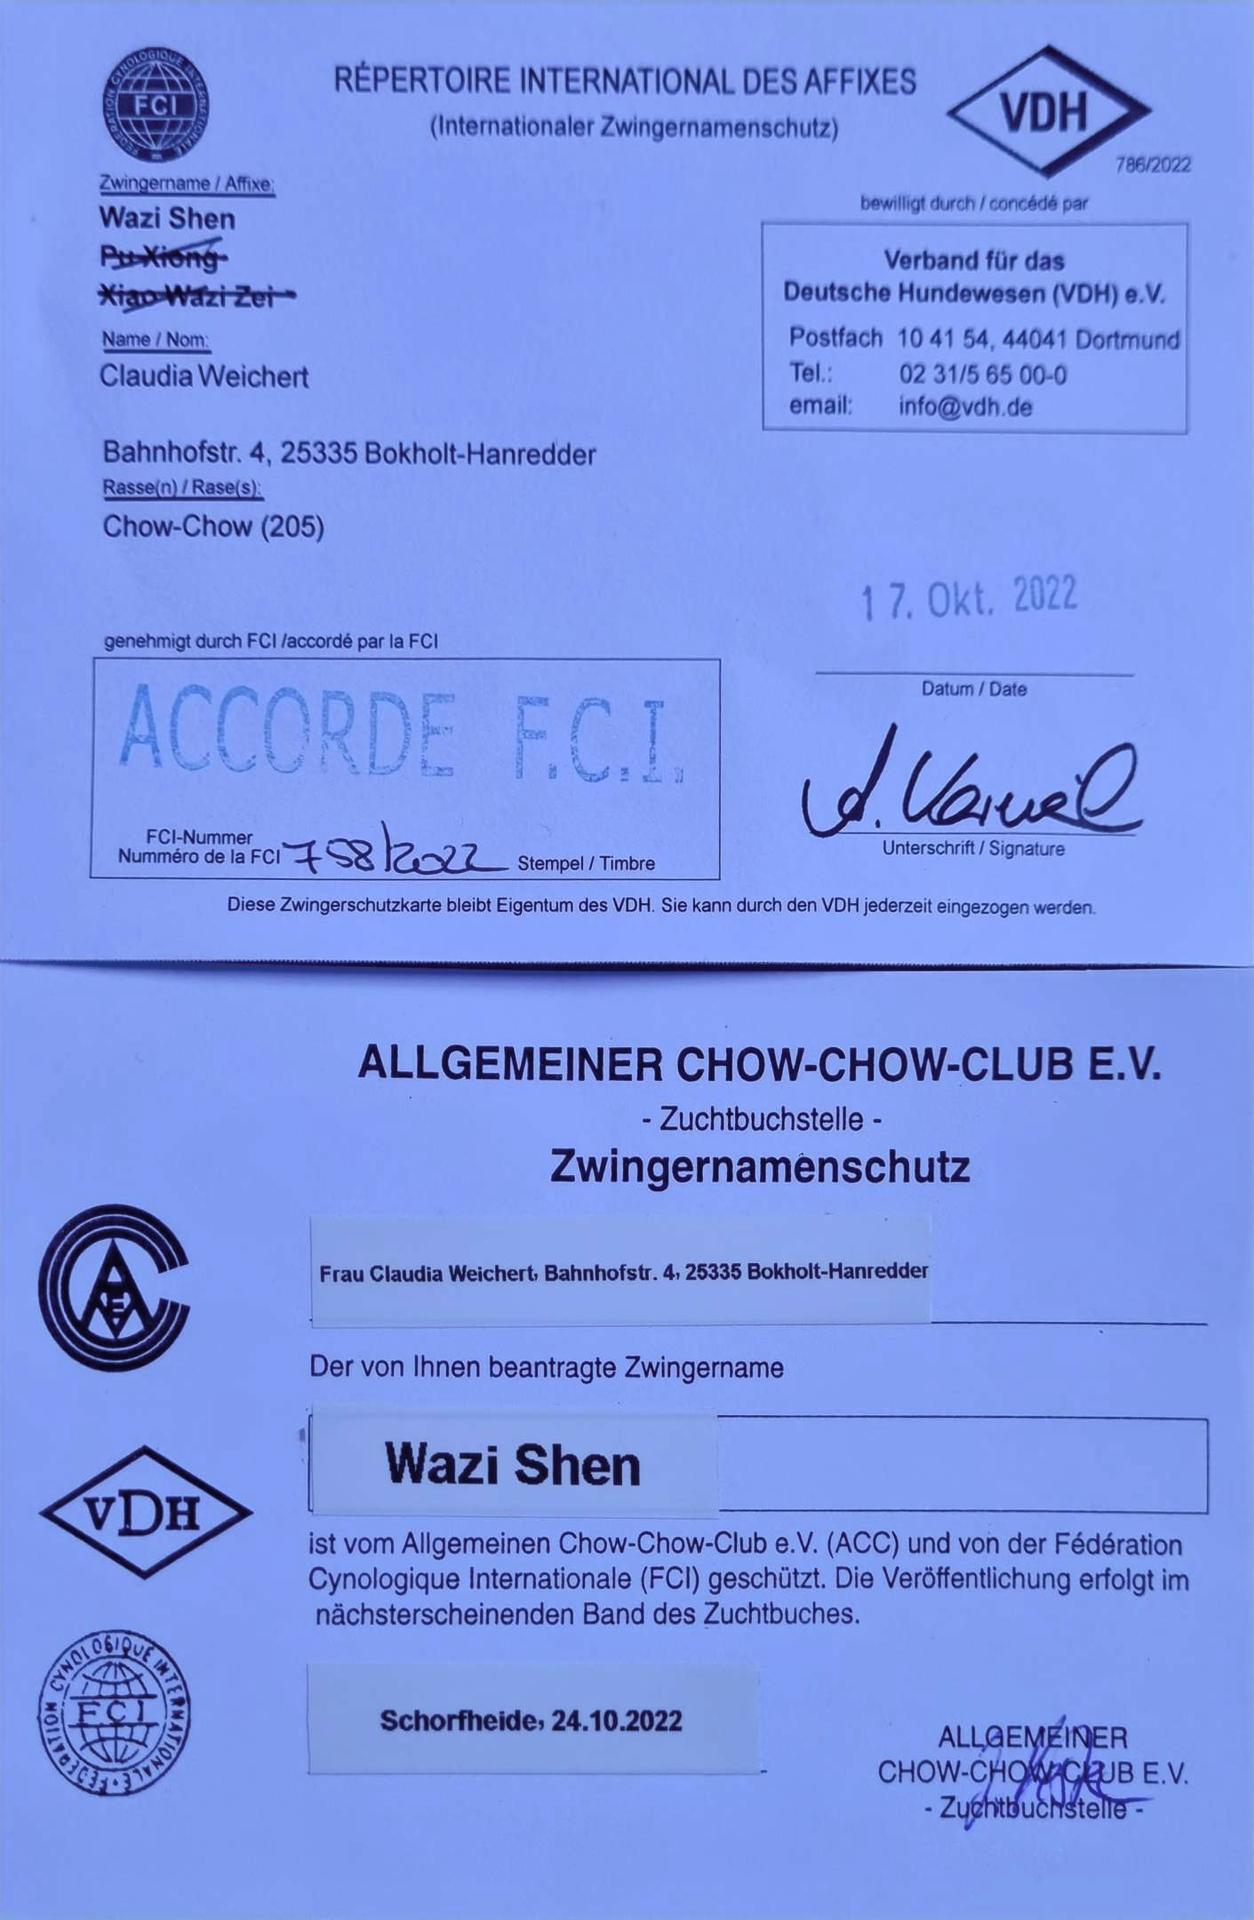 FEDERATION CYNOLOGIQUE INTERNATIONALE
FCI
RÉPERTOIRE INTERNATIONAL DES AFFIXES
(Internationaler Zwingernamenschutz)
VDH
786/2022
Zwingername / Affixe:
Wazi Shen
Pu Xiong
Xiao Wazi Zei
Name / Nom:
Claudia Weichert
bewilligt durch / concédé par
Verband für das
Deutsche Hundewesen (VDH) e.V.
Postfach 10 41 54, 44041 Dortmund
Tel.: 02 31/5 65 00-0
email: info@vdh.de
Bahnhofstr. 4, 25335 Bokholt-Hanredder
Rasse(n) / Rase(s):
Chow-Chow (205)
17. Okt. 2022
Datum / Date
genehmigt durch FCI /accordé par la FCI
ACCORDE F.C.I.
FCI-Nummer
Numméro de la FCI 758/2022 Stempel / Timbre
Unterschrift / Signature
Diese Zwingerschutzkarte bleibt Eigentum des VDH. Sie kann durch den VDH jederzeit eingezogen werden.
ALLGEMEINER CHOW-CHOW-CLUB E.V.
- Zuchtbuchstelle -
Zwingernamenschutz
Frau Claudia Weichert, Bahnhofstr. 4, 25335 Bokholt-Hanredder
Der von Ihnen beantragte Zwingername
Wazi Shen
VDH
ist vom Allgemeinen Chow-Chow-Club e.V. (ACC) und von der Fédération
Cynologique Internationale (FCI) geschützt. Die Veröffentlichung erfolgt im
nächsterscheinenden Band des Zuchtbuches.
FEDERATION CYNOLOGIQUE INTERNATIONALE
FCI
Schorfheide, 24.10.2022
ALLGEMEINER
CHOW-CHOW-CLUB E.V.
- Zuchtbuchstelle -